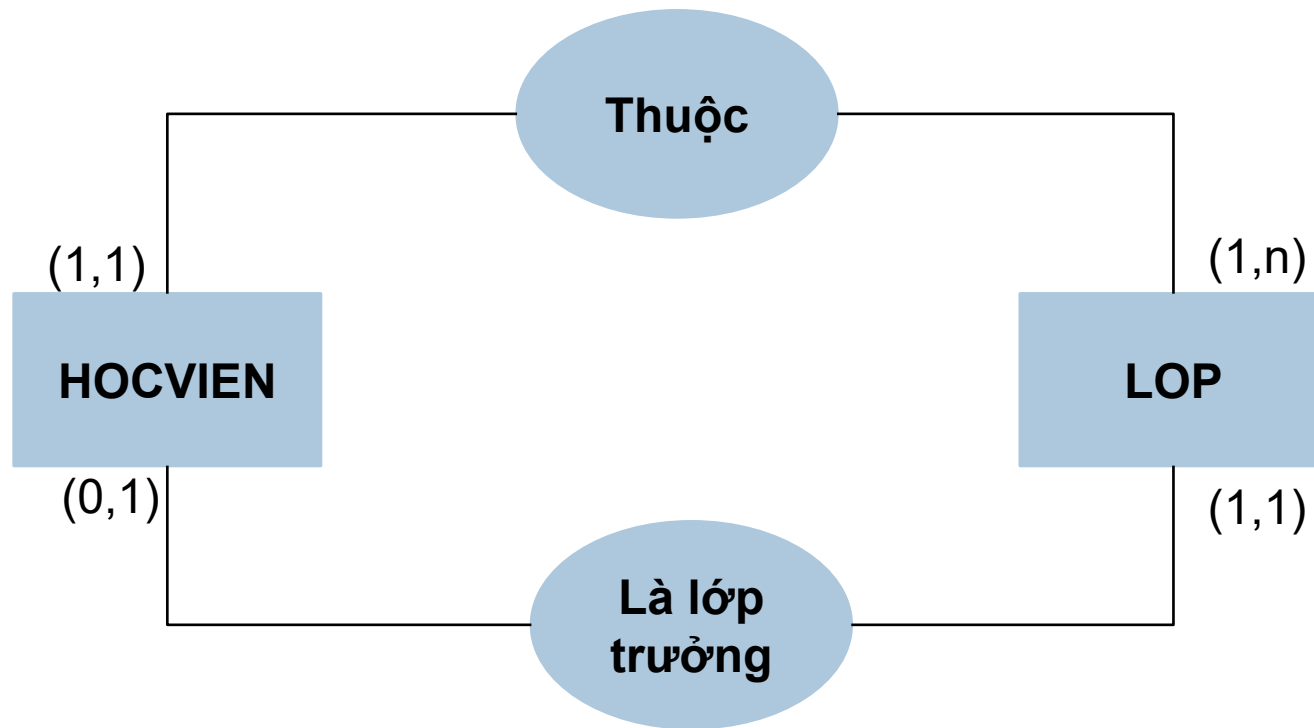 Thuộc
(1,1)
(1,n)
HOCVIEN
LOP
(0,1)
(1,1)
Là lớp
trưởng